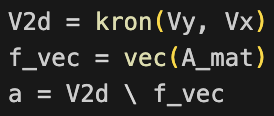 V2d = kron(Vy, Vx)
f_vec = vec(A_mat)
a = V2d \ f_vec